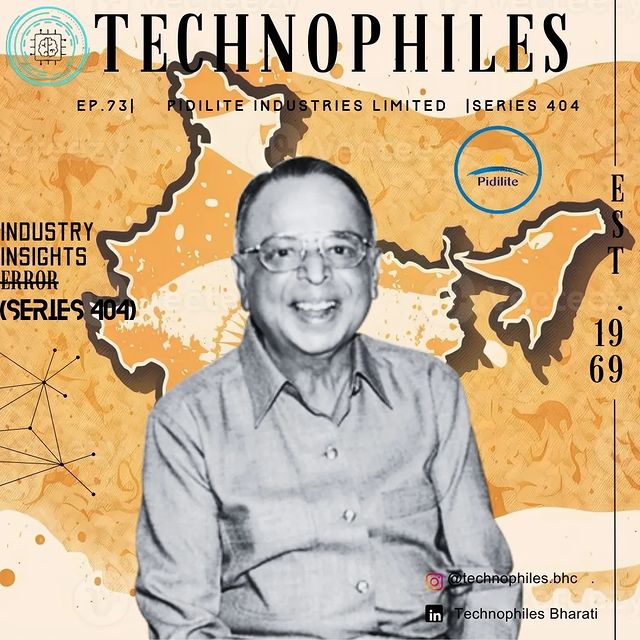 TECHNOPHILES
EP.73| PIDILITE INDUSTRIES LIMITED |SERIES 404
Pidilite
EST. 1969
INDUSTRY
INSIGHTS
ERROR
(SERIES 404)
@technophiles.bhc
Technophiles Bharati